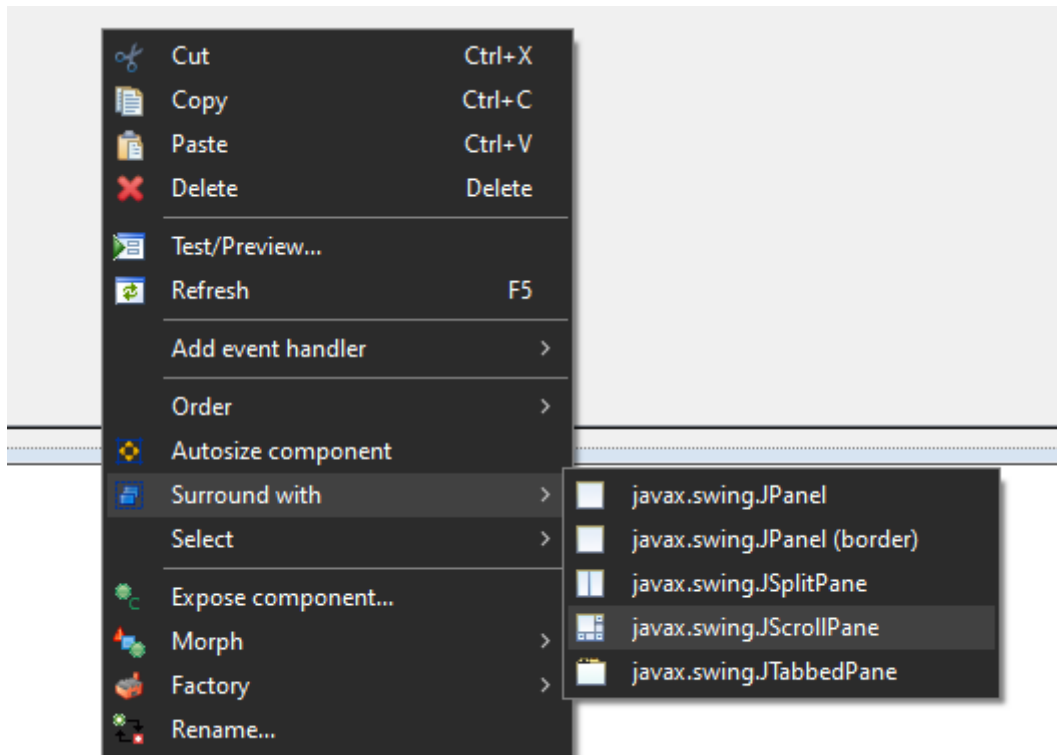 Cut Ctrl+X
Copy Ctrl+C
Paste Ctrl+V
Delete Delete
Test/Preview...
Refresh F5
Add event handler
Order
Autosize component
Surround with
Select
Expose component...
Morph
Factory
Rename...
javax.swing.JPanel
javax.swing.JPanel (border)
javax.swing.JSplitPane
javax.swing.JScrollPane
javax.swing.JTabbedPane